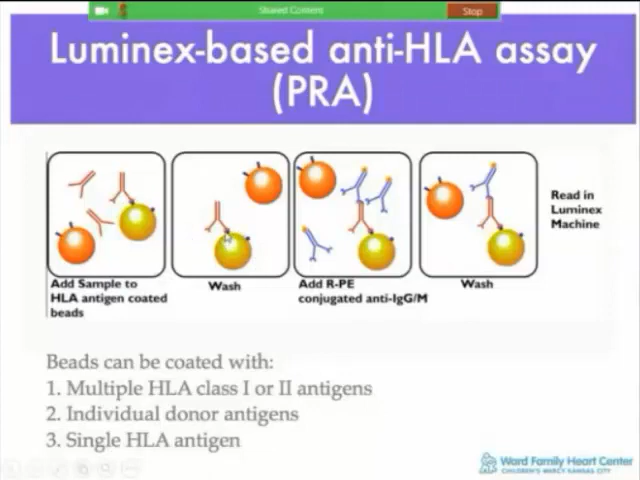 Shared Content
Stop
Luminex-based anti-HLA assay
(PRA)
Add Sample to
HLA antigen coated
beads
Wash
Add R-PE
conjugated anti-IgG/M
Wash
Read in
Luminex
Machine
Beads can be coated with:
1. Multiple HLA class I or II antigens
2. Individual donor antigens
3. Single HLA antigen
Ward Family Heart Center
CHILDREN'S MERCY KANSAS CITY